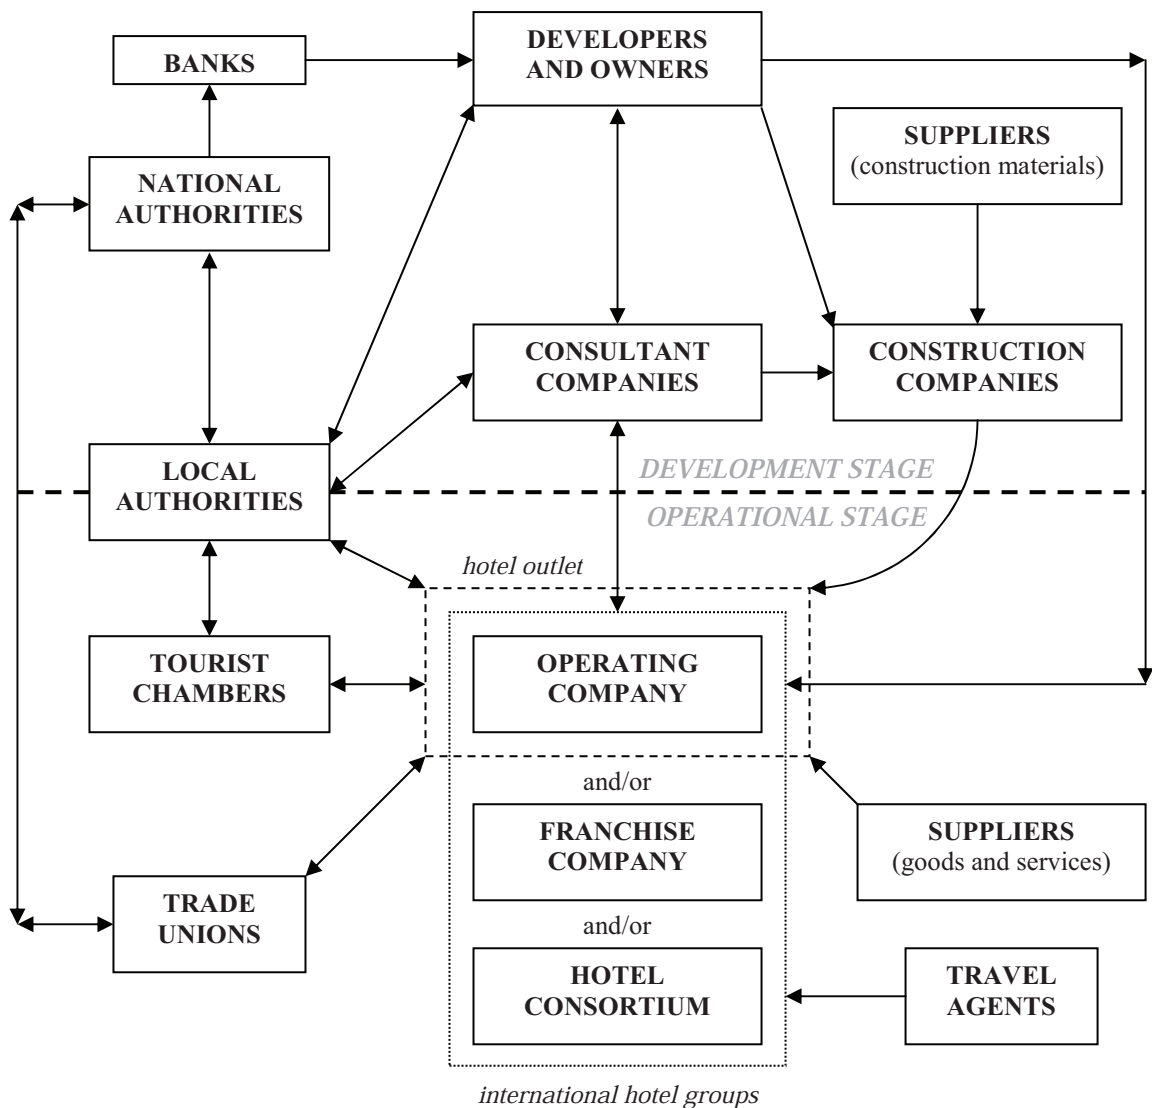 DEVELOPERS
AND OWNERS
BANKS
SUPPLIERS
(construction materials)
NATIONAL
AUTHORITIES
CONSULTANT
COMPANIES
CONSTRUCTION
COMPANIES
LOCAL
AUTHORITIES
DEVELOPMENT STAGE
OPERATIONAL STAGE
hotel outlet
TOURIST
CHAMBERS
OPERATING
COMPANY
and/or
FRANCHISE
COMPANY
SUPPLIERS
(goods and services)
TRADE
UNIONS
and/or
HOTEL
CONSORTIUM
TRAVEL
AGENTS
international hotel groups